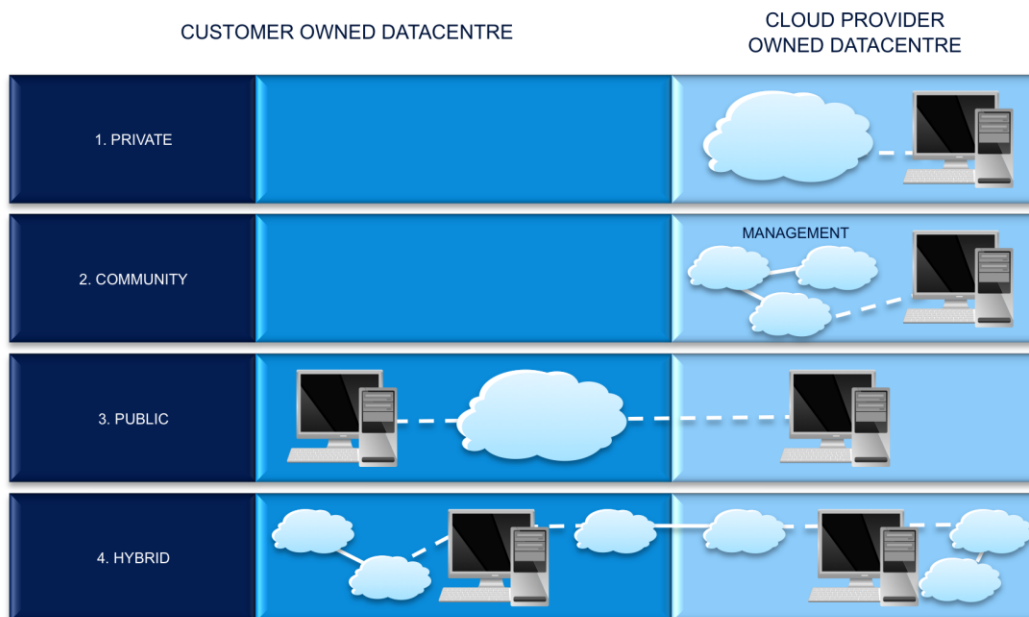 CUSTOMER OWNED DATACENTRE
CLOUD PROVIDER
OWNED DATACENTRE
1. PRIVATE
2. COMMUNITY
MANAGEMENT
3. PUBLIC
4. HYBRID